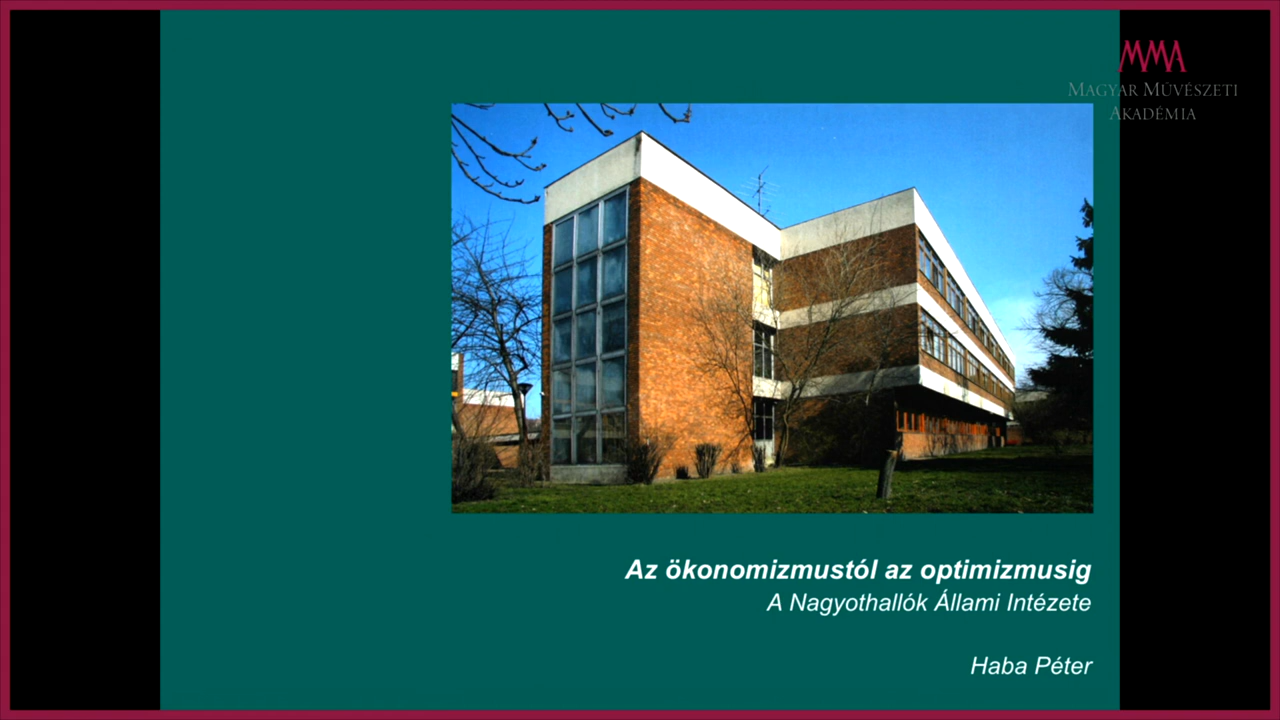 MMA
MAGYAR MŰVÉSZETI
AKADÉMIA
Az ökonomizmustól az optimizmusig
A Nagyothallók Állami Intézete
Haba Péter